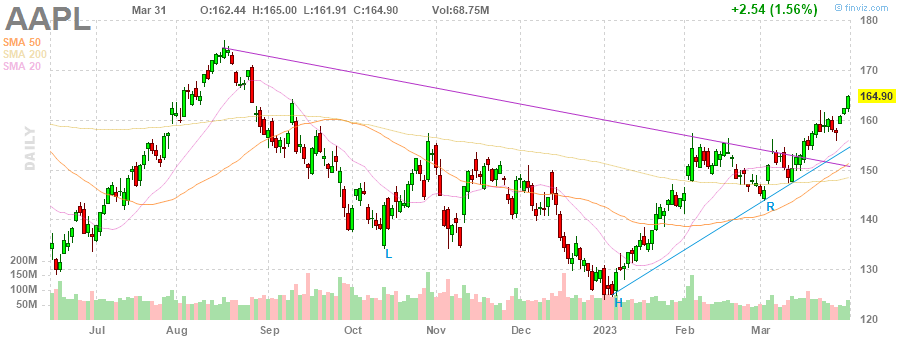 AAPL
Mar 31 O:162.44 H:165.00 L:161.91 C:164.90 Vol:68.75M +2.54 (1.56%)
© finviz.com
SMA 50
SMA 200
SMA 20
DAILY
180
170
164.90
160
150
140
130
120
200M
150M
100M
50M
L
H
R
Jul Aug Sep Oct Nov Dec 2023 Feb Mar